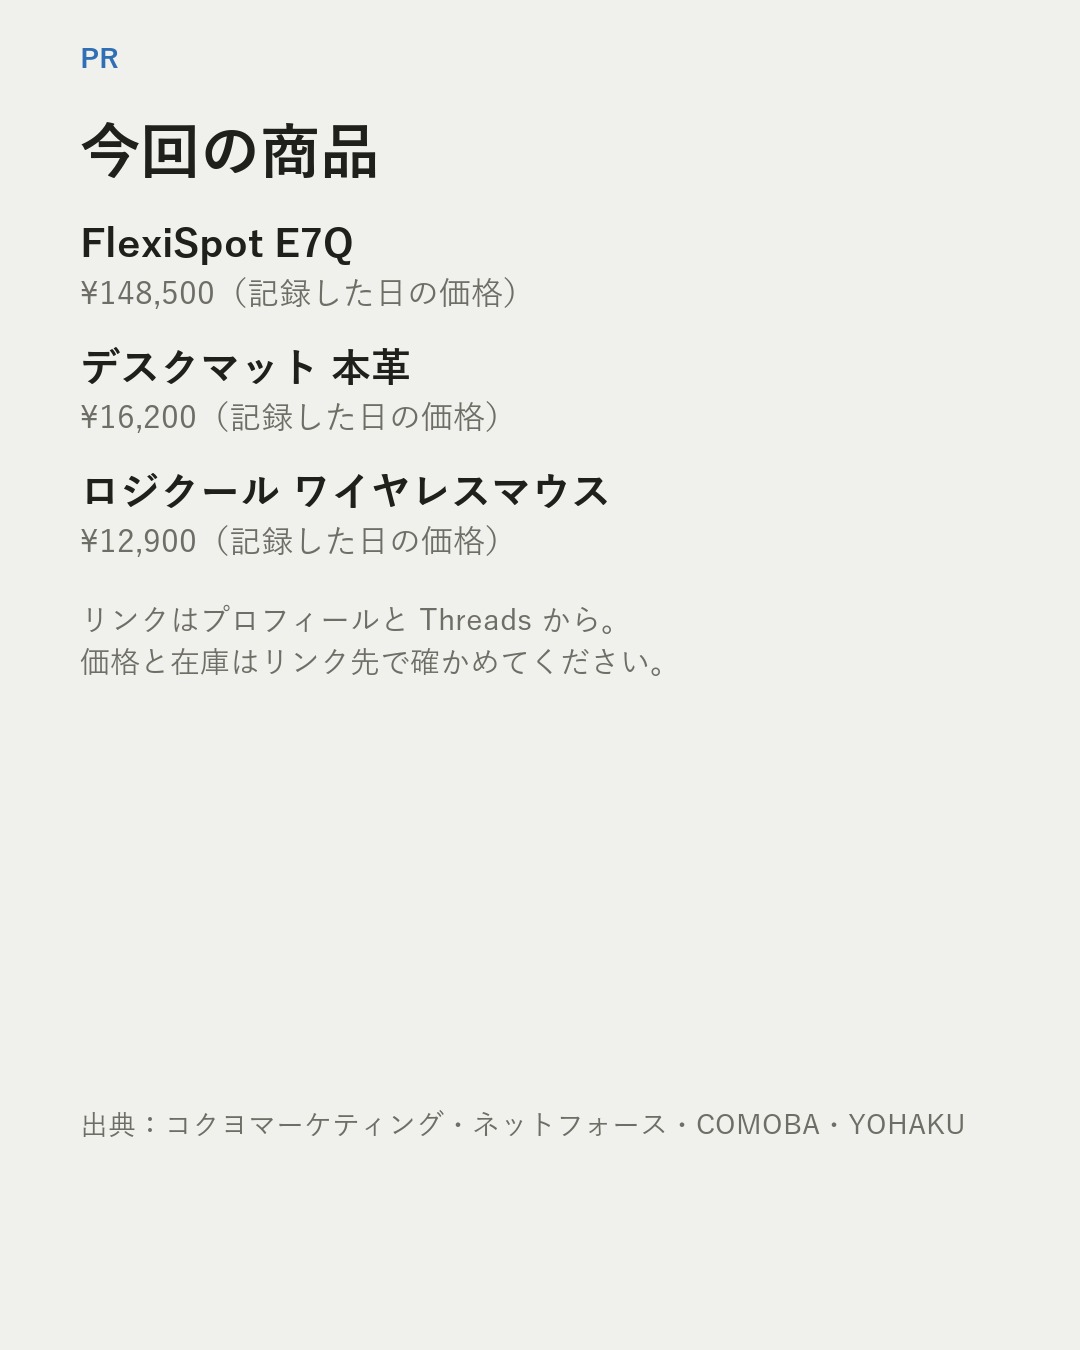 PR
今回の商品
FlexiSpot E7Q
¥148,500（記録した日の価格）
デスクマット 本革
¥16,200（記録した日の価格）
ロジクール ワイヤレスマウス
¥12,900（記録した日の価格）
リンクはプロフィールと Threads から。
価格と在庫はリンク先で確かめてください。
出典：コクヨマーケティング・ネットフォース・COMOBA・YOHAKU